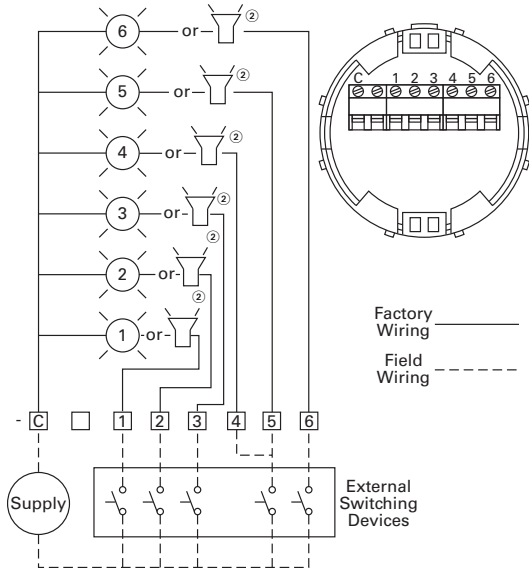 6 or ②
5 or ②
4 or ②
3 or ②
2 or- ②
1 -or- ②
C 1 2 3 4 5 6
Factory
Wiring
Field
Wiring
- C 1 2 3 4 5 6
Supply
External
Switching
Devices